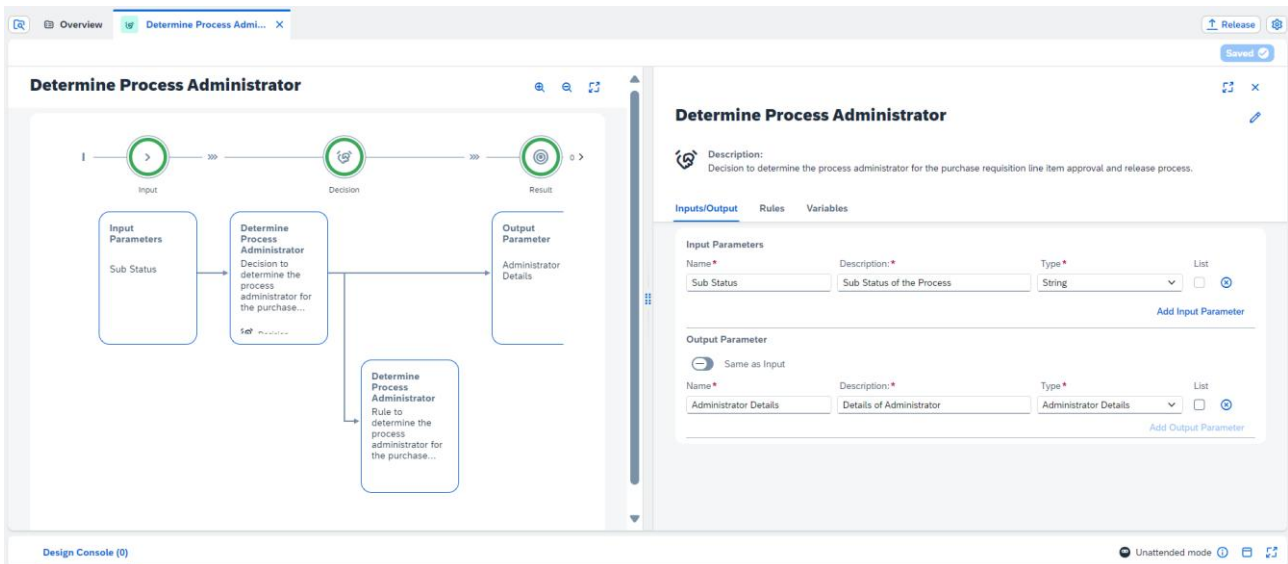 Overview
Determine Process Admi...
Release
Saved
Determine Process Administrator
Input
Decision
Result
0
Input
Parameters
Sub Status
Determine
Process
Administrator
Decision to
determine the
process
administrator for
the purchase...
Decision
Output
Parameter
Administrator
Details
Determine
Process
Administrator
Rule to
determine the
process
administrator for
the purchase...
Determine Process Administrator
Description:
Decision to determine the process administrator for the purchase requisition line item approval and release process.
Inputs/Output Rules Variables
Input Parameters
Name* Description:* Type* List
Sub Status Sub Status of the Process String
Add Input Parameter
Output Parameter
Same as Input
Name* Description:* Type* List
Administrator Details Details of Administrator Administrator Details
Add Output Parameter
Design Console (0)
Unattended mode